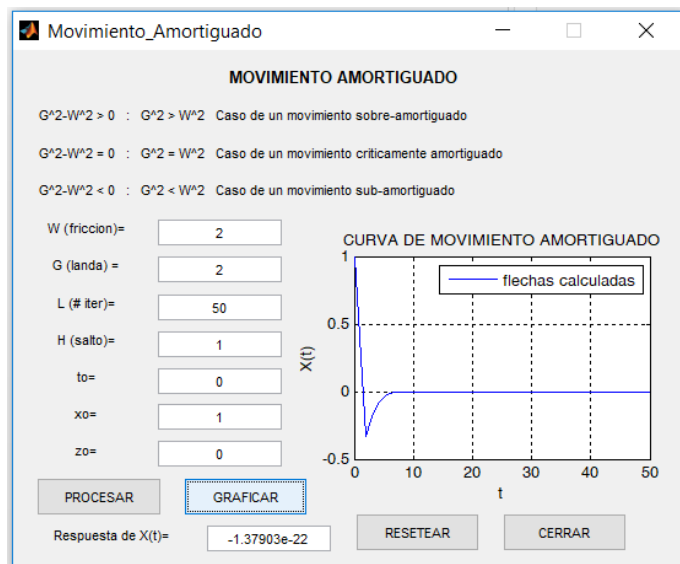 Movimiento_Amortiguado
MOVIMIENTO AMORTIGUADO
G^2-W^2 > 0 : G^2 > W^2 Caso de un movimiento sobre-amortiguado
G^2-W^2 = 0 : G^2 = W^2 Caso de un movimiento criticamente amortiguado
G^2-W^2 < 0 : G^2 < W^2 Caso de un movimiento sub-amortiguado
W (friccion)= 2
G (landa) = 2
L (# iter)= 50
H (salto)= 1
to= 0
xo= 1
zo= 0
PROCESAR
GRAFICAR
Respuesta de X(t)= -1.37903e-22
CURVA DE MOVIMIENTO AMORTIGUADO
flechas calculadas
1
0.5
0
-0.5
X(t)
0 10 20 30 40 50
t
RESETEAR
CERRAR